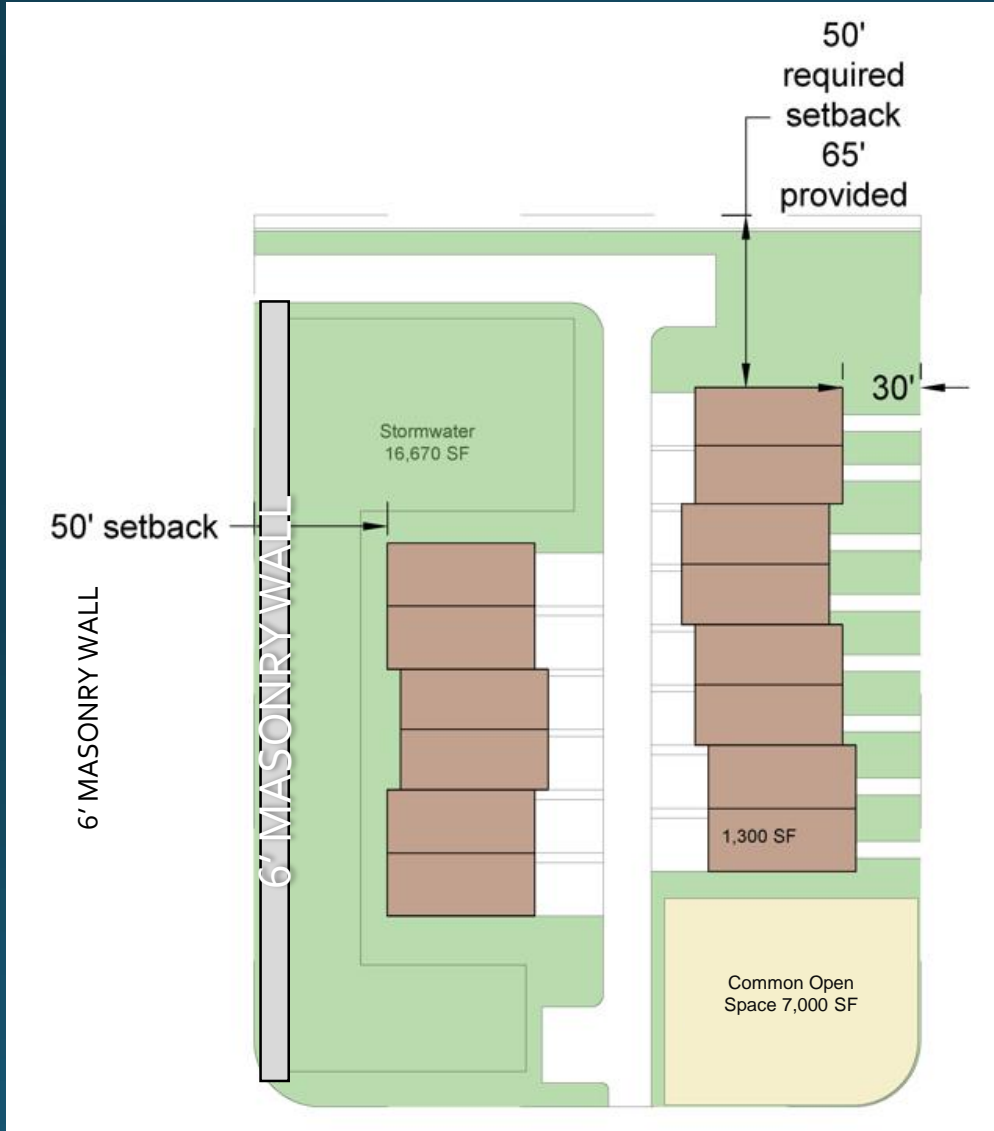 50'
required
setback
65'
provided
30'
Stormwater
16,670 SF
50' setback
6' MASONRY WALL
6' MASONRY WALL
1,300 SF
Common Open
Space 7,000 SF